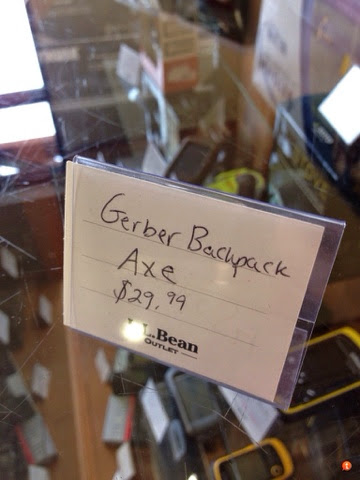 Gerber Backpack
Axe
$29.99
L.L.Bean
OUTLET